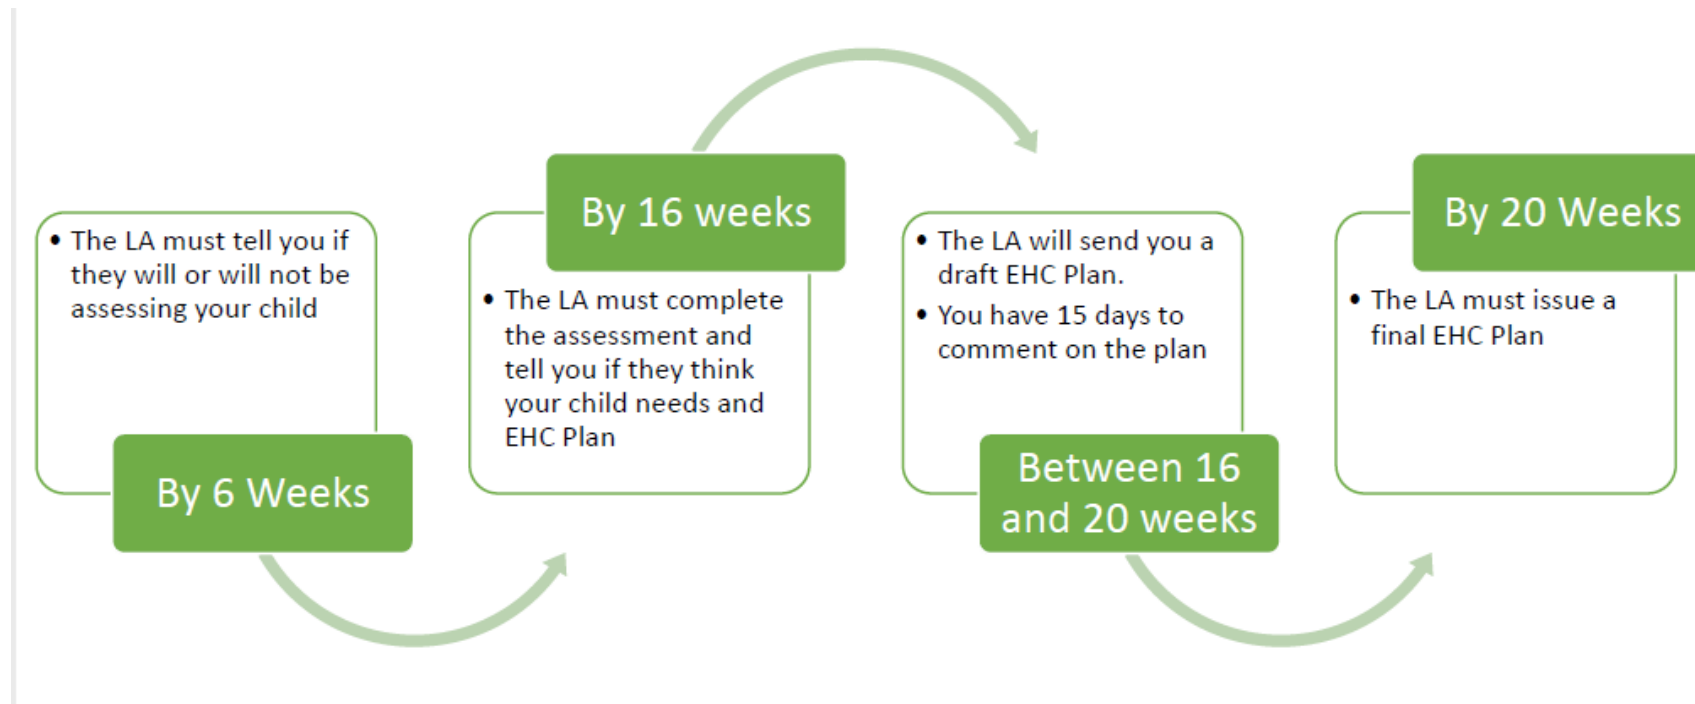 • The LA must tell you if
they will or will not be
assessing your child
By 6 Weeks
By 16 weeks
• The LA must complete
the assessment and
tell you if they think
your child needs and
EHC Plan
• The LA will send you a
draft EHC Plan.
• You have 15 days to
comment on the plan
Between 16
and 20 weeks
By 20 Weeks
• The LA must issue a
final EHC Plan